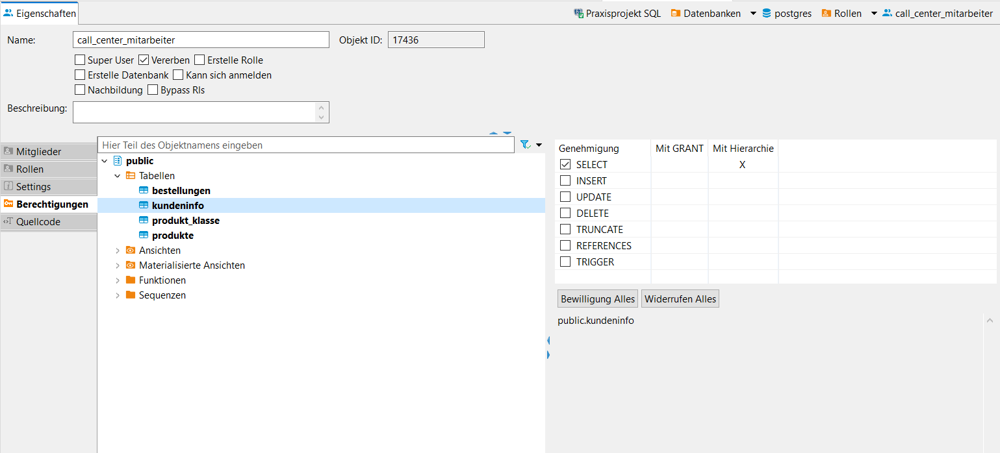 Eigenschaften
Praxisprojekt SQL Datenbanken postgres Rollen call_center_mitarbeiter
Name: call_center_mitarbeiter Objekt ID: 17436
Super User Vererben Erstelle Rolle
Erstelle Datenbank Kann sich anmelden
Nachbildung Bypass Rls
Beschreibung:
Mitglieder
Rollen
Settings
Berechtigungen
Quellcode
Hier Teil des Objektnamens eingeben
public
Tabellen
bestellungen
kundeninfo
produkt_klasse
produkte
Ansichten
Materialisierte Ansichten
Funktionen
Sequenzen
Genehmigung Mit GRANT Mit Hierarchie
SELECT X
INSERT
UPDATE
DELETE
TRUNCATE
REFERENCES
TRIGGER
Bewilligung Alles Widerrufen Alles
public.kundeninfo